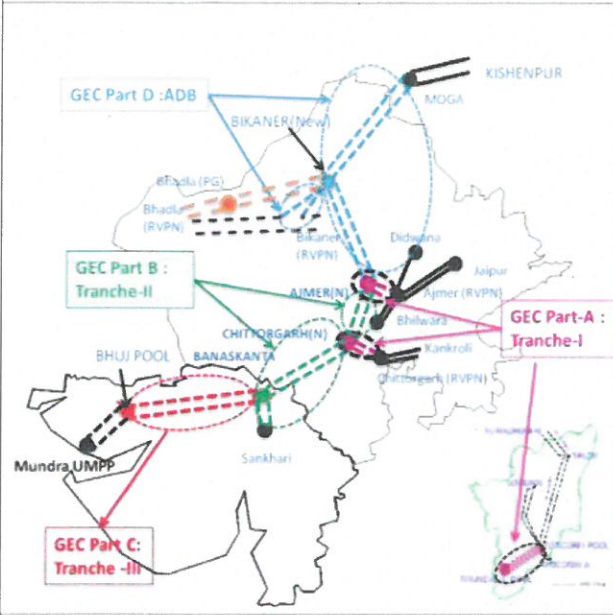 KISHENPUR
GEC Part D :ADB
MOGA
BIKANER(New)
Bhadla (PG)
Bhadla
(RVPN)
Bikaner
(RVPN)
Didwana
GEC Part B :
Tranche-II
Jaipur
AJMER(N)
Ajmer (RVPN)
GEC Part-A :
Tranche-I
Bhilwara
CHITTORGARH(N)
Kankroli
BHUJ POOL
BANASKANTA
Chittorgarh (RVPN)
Sankhari
Mundra UMPP
GEC Part C:
Tranche -III